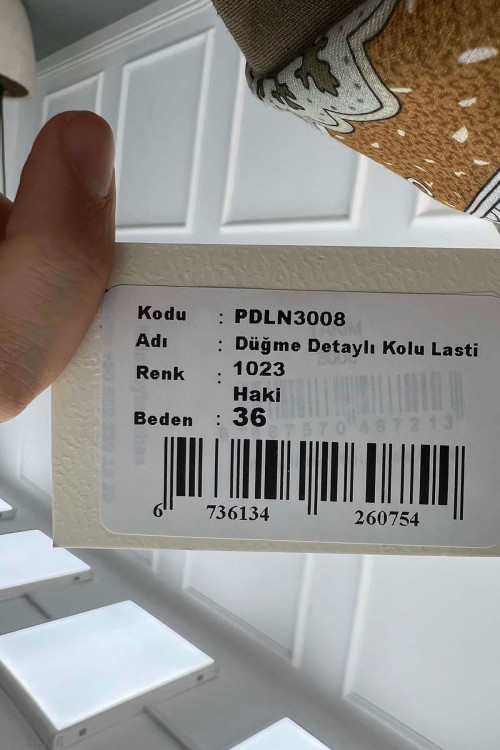 Kodu : PDLN3008
Adı : Düğme Detaylı Kolu Lasti
Renk : 1023
Haki
Beden : 36
6 736134 260754